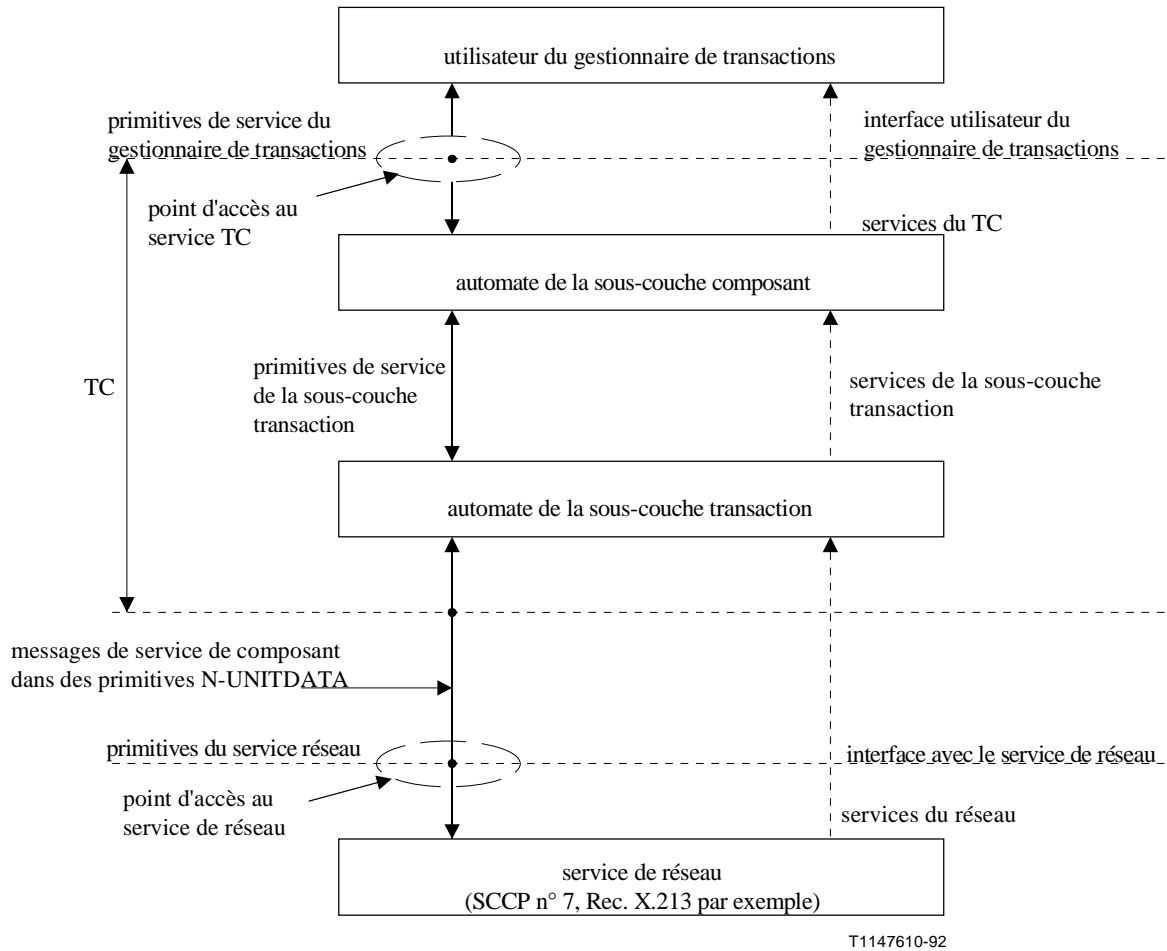 utilisateur du gestionnaire de transactions
primitives de service du
gestionnaire de transactions
interface utilisateur du
gestionnaire de transactions
point d'accès au
service TC
services du TC
automate de la sous-couche composant
TC
primitives de service
de la sous-couche
transaction
services de la sous-couche
transaction
automate de la sous-couche transaction
messages de service de composant
dans des primitives N-UNITDATA
primitives du service réseau
interface avec le service de réseau
point d'accès au
service de réseau
services du réseau
service de réseau
(SCCP n° 7, Rec. X.213 par exemple)
T1147610-92